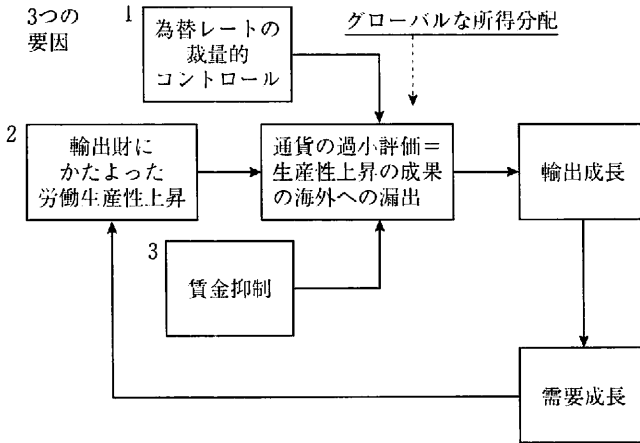 3つの
要因
1
為替レートの
裁量的
コントロール
グローバルな所得分配
2
輸出財に
かたよった
労働生産性上昇
通貨の過小評価＝
生産性上昇の成果
の海外への漏出
輸出成長
3
賃金抑制
需要成長